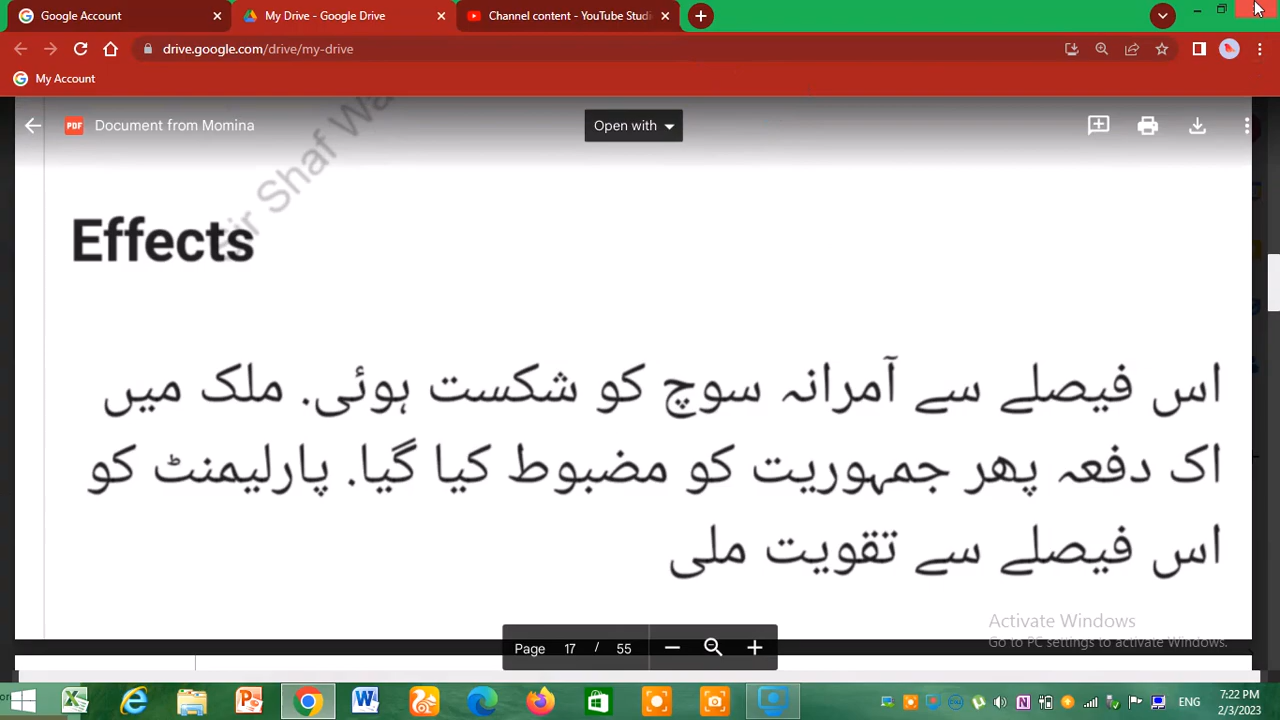 Google Account
My Drive - Google Drive
Channel content - YouTube Studi
drive.google.com/drive/my-drive
My Account
PDF
Document from Momina
Open with
Sir Shaf
Effects
اس فیصلے سے آمرانہ سوچ کو شکست ہوئی. ملک میں
اک دفعہ پھر جمہوریت کو مضبوط کیا گیا. پارلیمنٹ کو
اس فیصلے سے تقویت ملی
Activate Windows
Go to PC settings to activate Windows.
Page 17 / 55
ENG
7:22 PM
2/3/2023